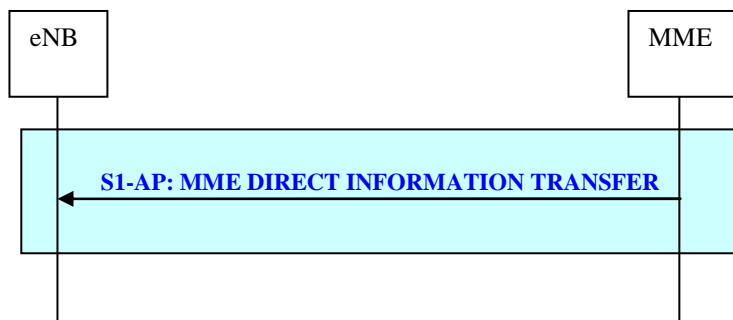 eNB
MME
S1-AP: MME DIRECT INFORMATION TRANSFER